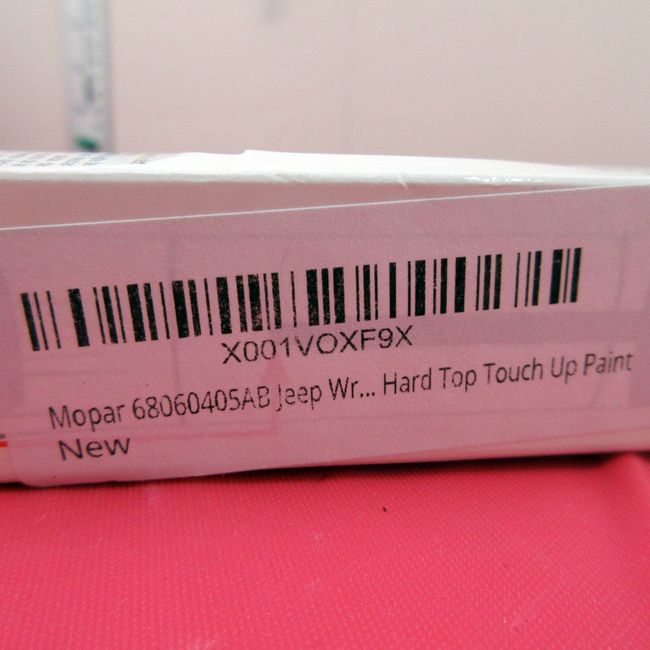 X001VOXF9X
Mopar 68060405AB Jeep Wr... Hard Top Touch Up Paint
New